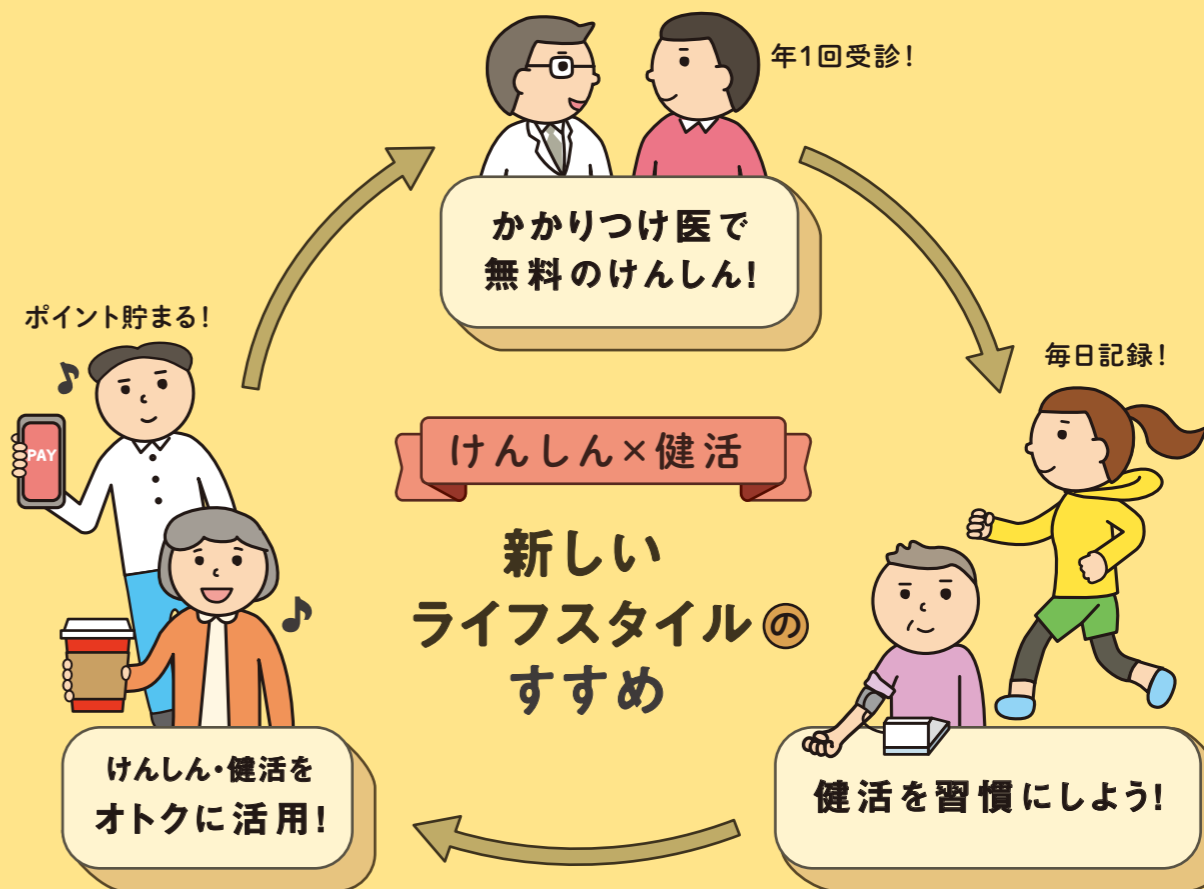 年1回受診!
かかりつけ医で
無料のけんしん!
ポイント貯まる!
毎日記録!
PAY
けんしん×健活
新しい
ライフスタイルの
すすめ
けんしん・健活を
オトクに活用!
健活を習慣にしよう!